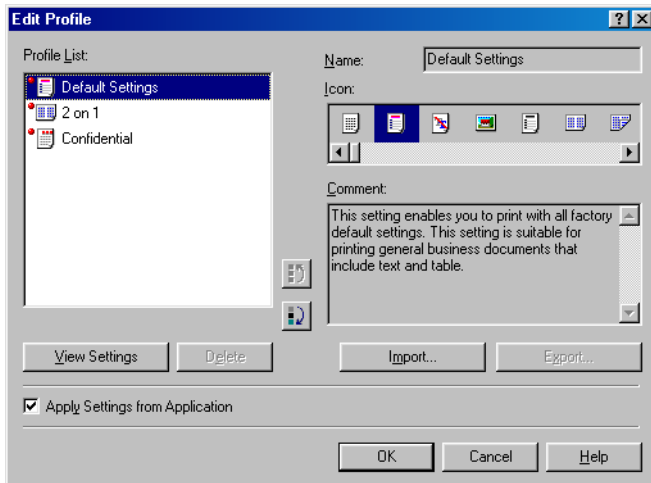 Edit Profile
Profile List:
Default Settings
2 on 1
Confidential
View Settings
Delete
Name:
Default Settings
Icon:
Comment:
This setting enables you to print with all factory
default settings. This setting is suitable for
printing general business documents that
include text and table.
Import...
Export...
Apply Settings from Application
OK
Cancel
Help